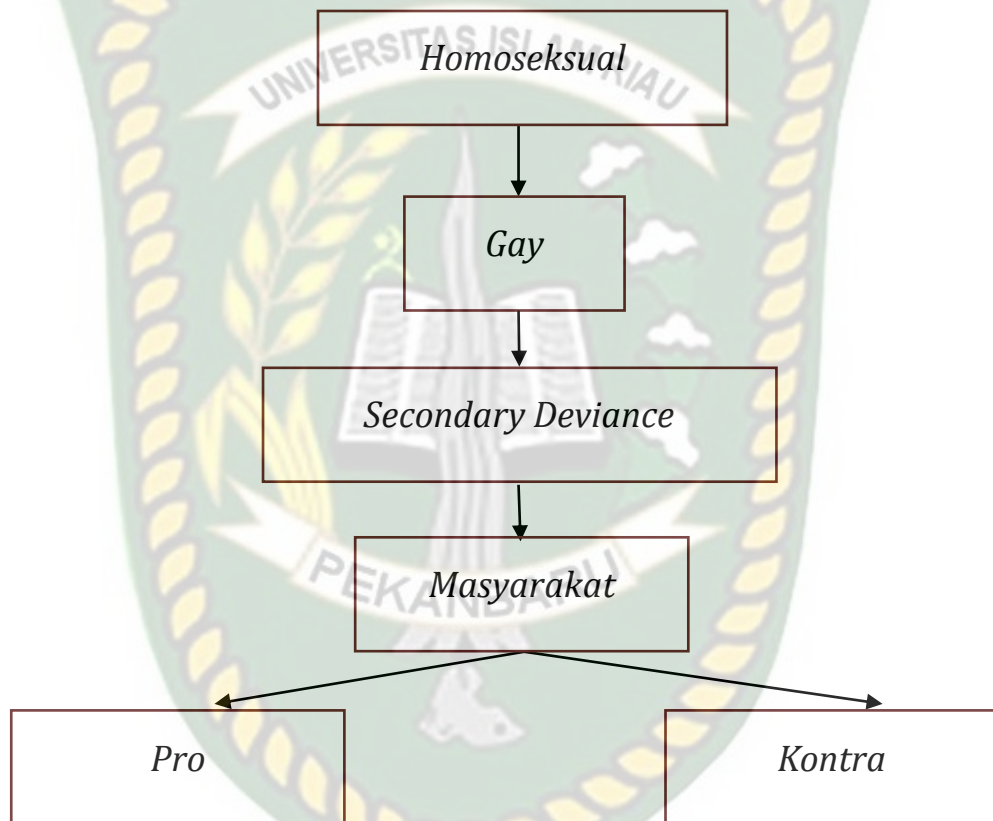 UNIVERSITAS ISLAM RIAU
Homoseksual
Gay
Secondary Deviance
Masyarakat
PEKANBARU
Pro
Kontra